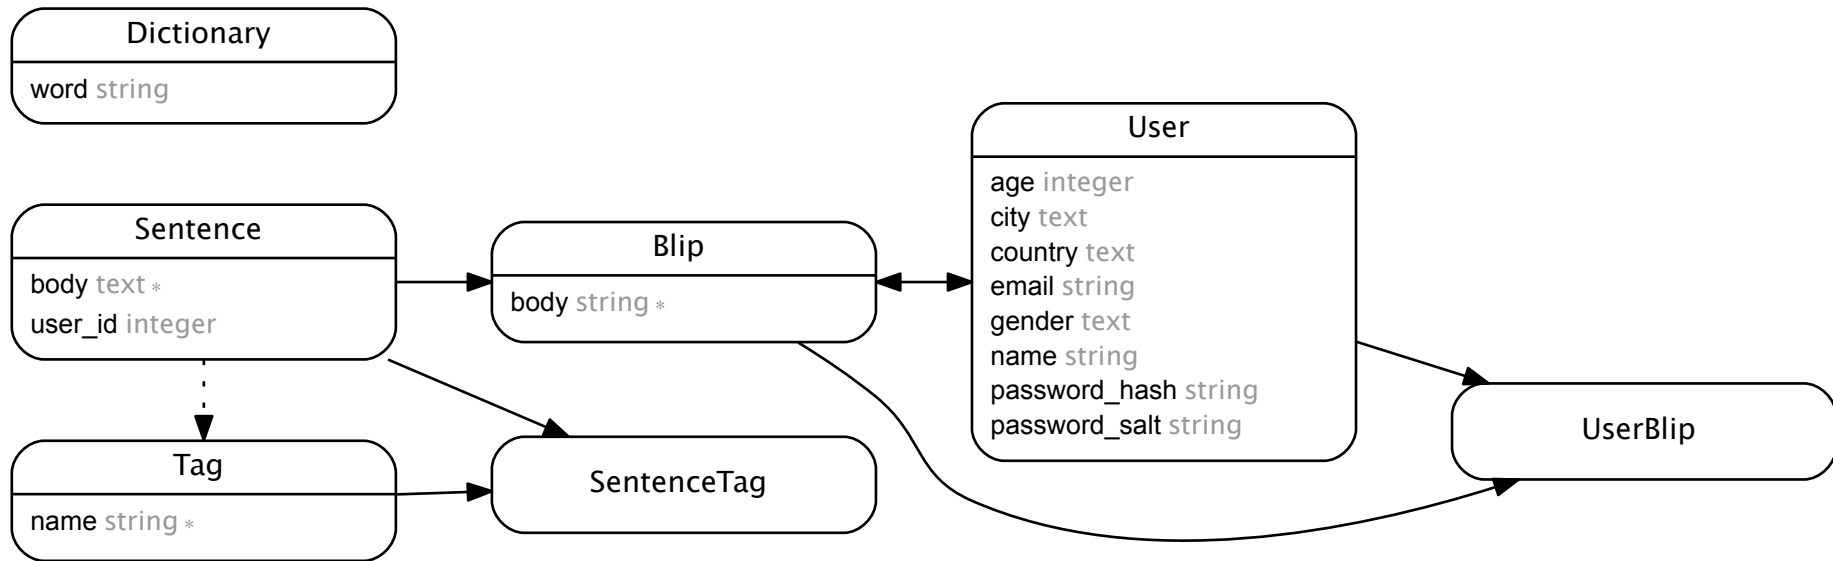 Dictionary
word string
Sentence
body text *
user_id integer
Tag
name string *
Blip
body string *
SentenceTag
User
age integer
city text
country text
email string
gender text
name string
password_hash string
password_salt string
UserBlip